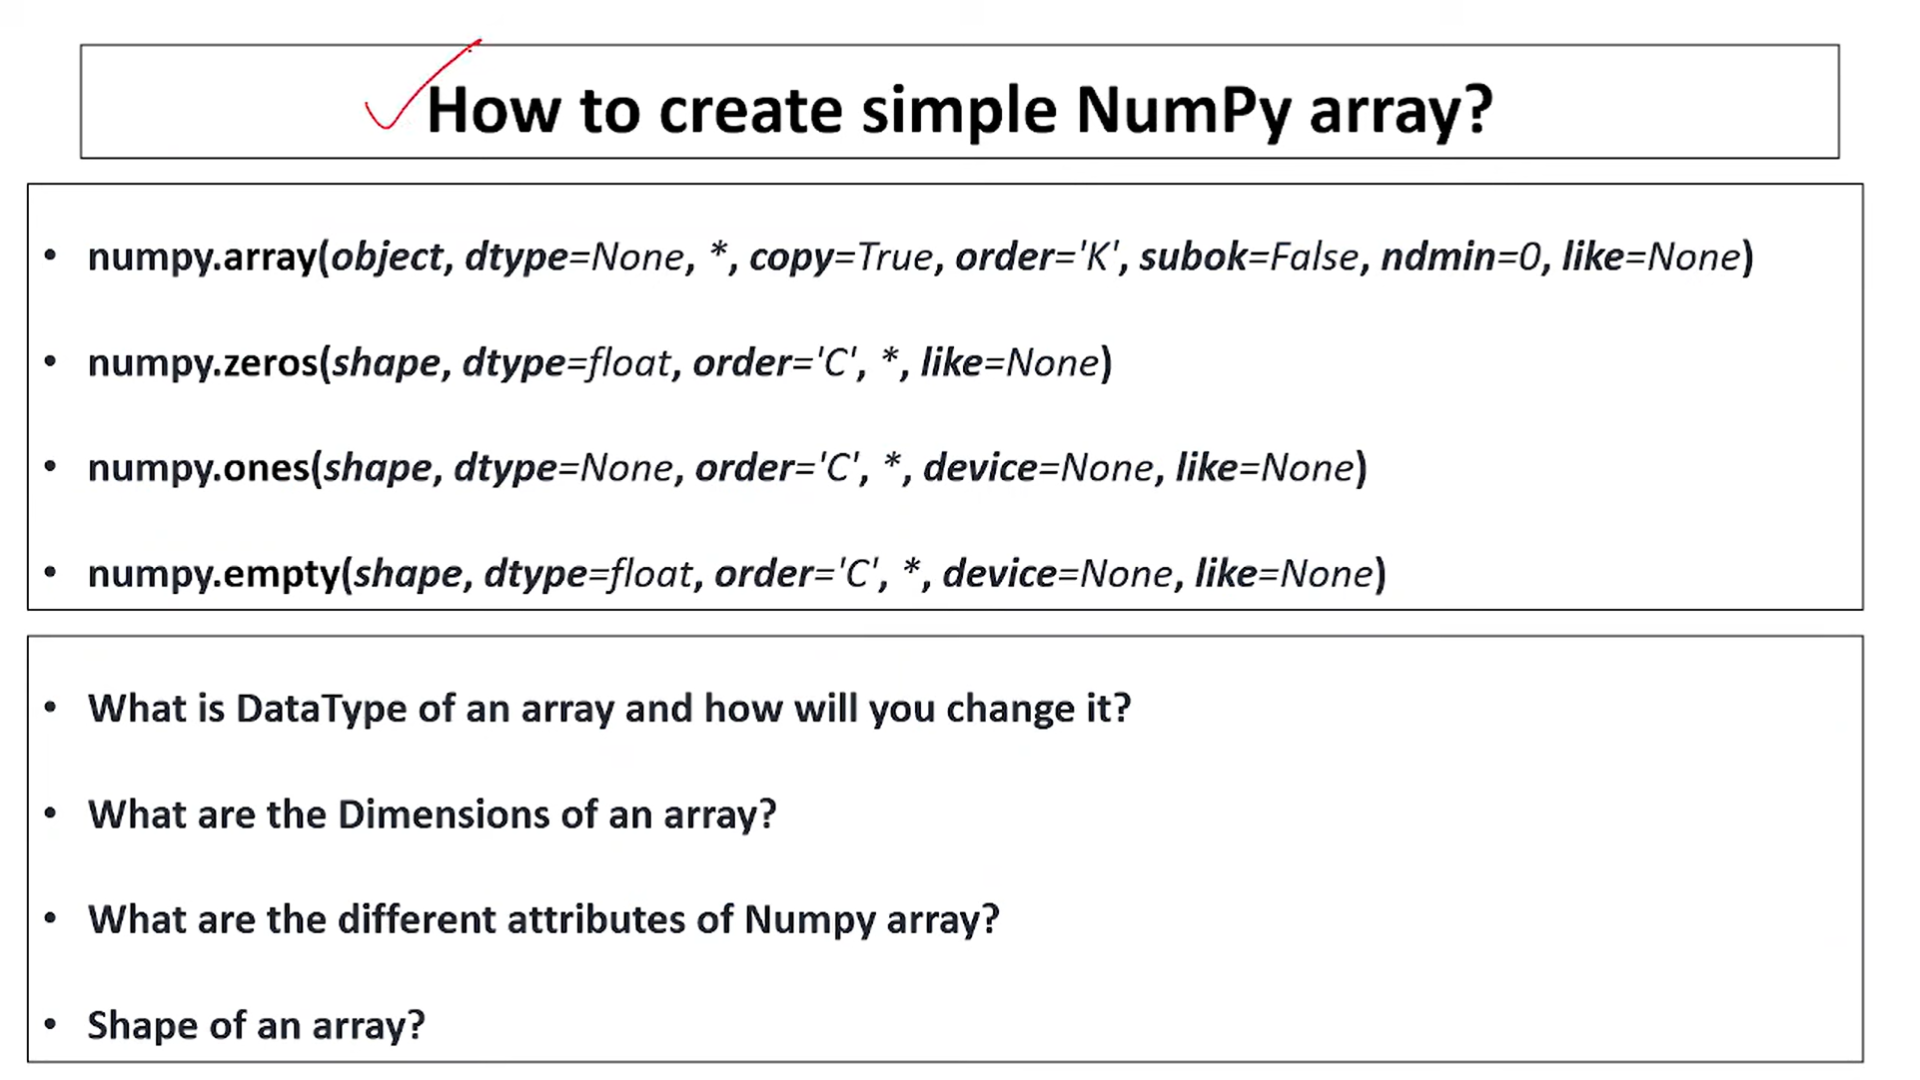 How to create simple NumPy array?
• numpy.array(object, dtype=None, *, copy=True, order='K', subok=False, ndmin=0, like=None)
• numpy.zeros(shape, dtype=float, order='C', *, like=None)
• numpy.ones(shape, dtype=None, order='C', *, device=None, like=None)
• numpy.empty(shape, dtype=float, order='C', *, device=None, like=None)
• What is DataType of an array and how will you change it?
• What are the Dimensions of an array?
• What are the different attributes of Numpy array?
• Shape of an array?